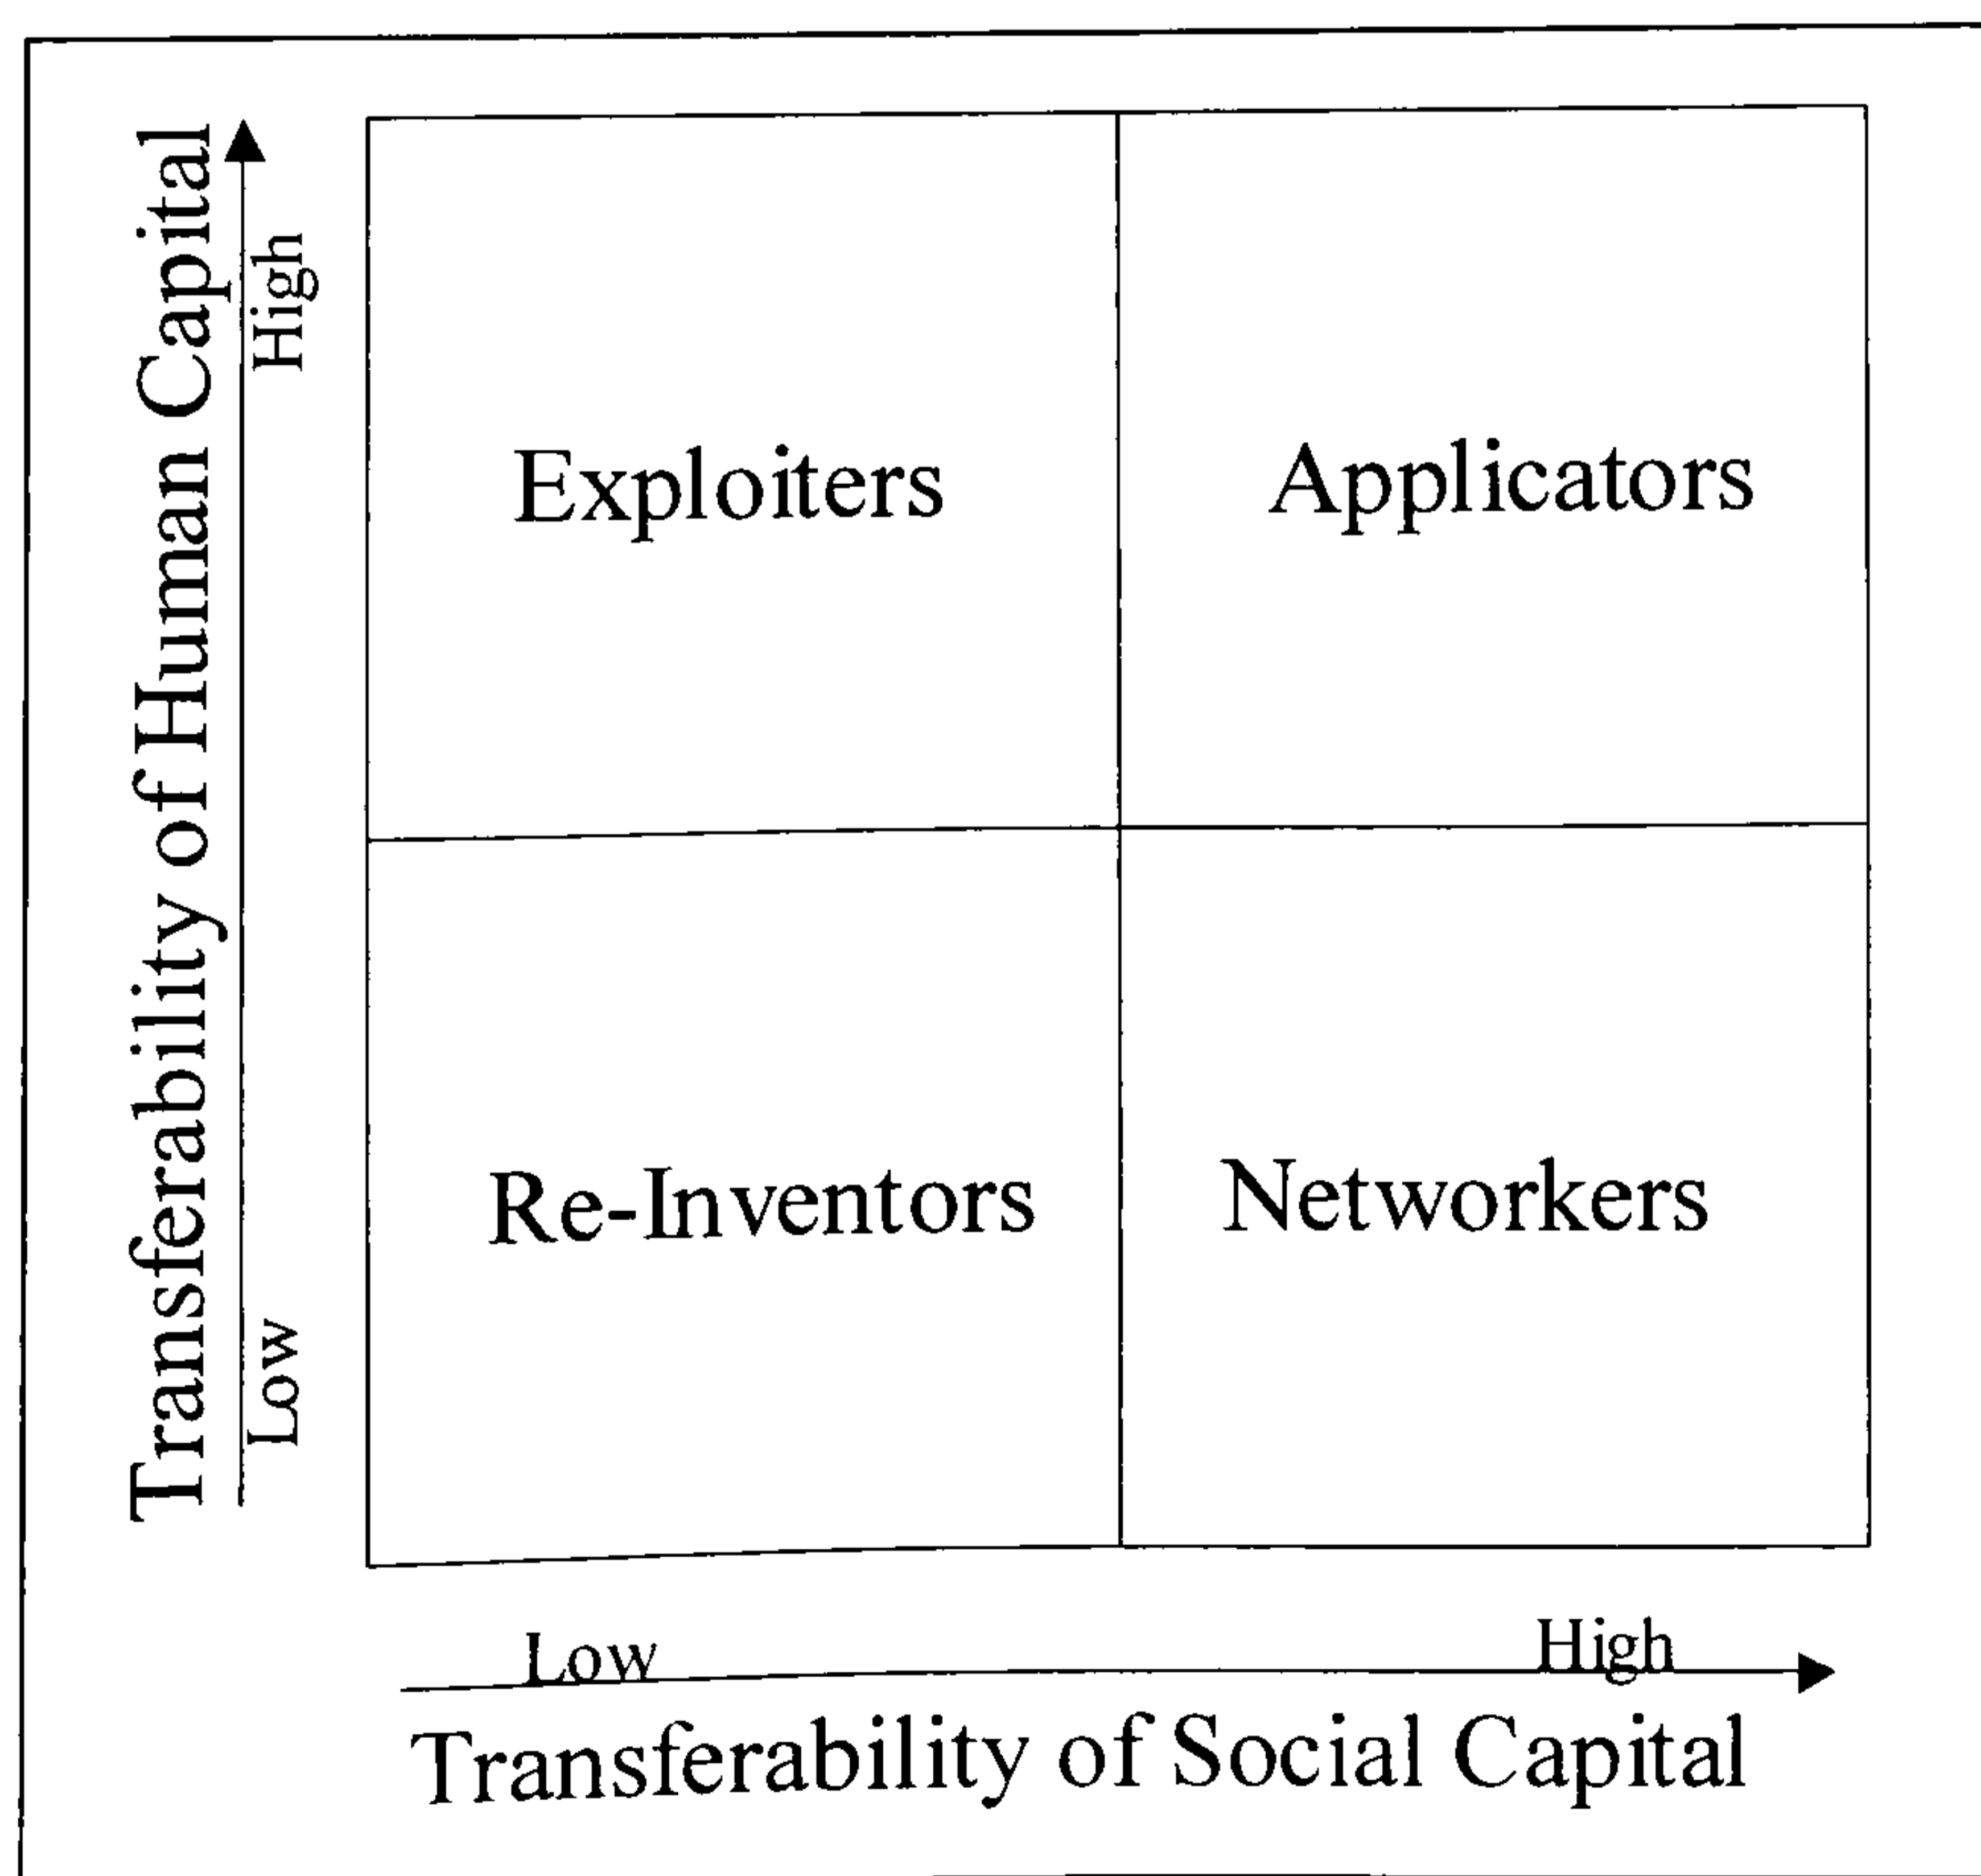 Transferability of Human Capital
High
Low
Exploiters
Applicators
Re-Inventors
Networkers
Low
High
Transferability of Social Capital